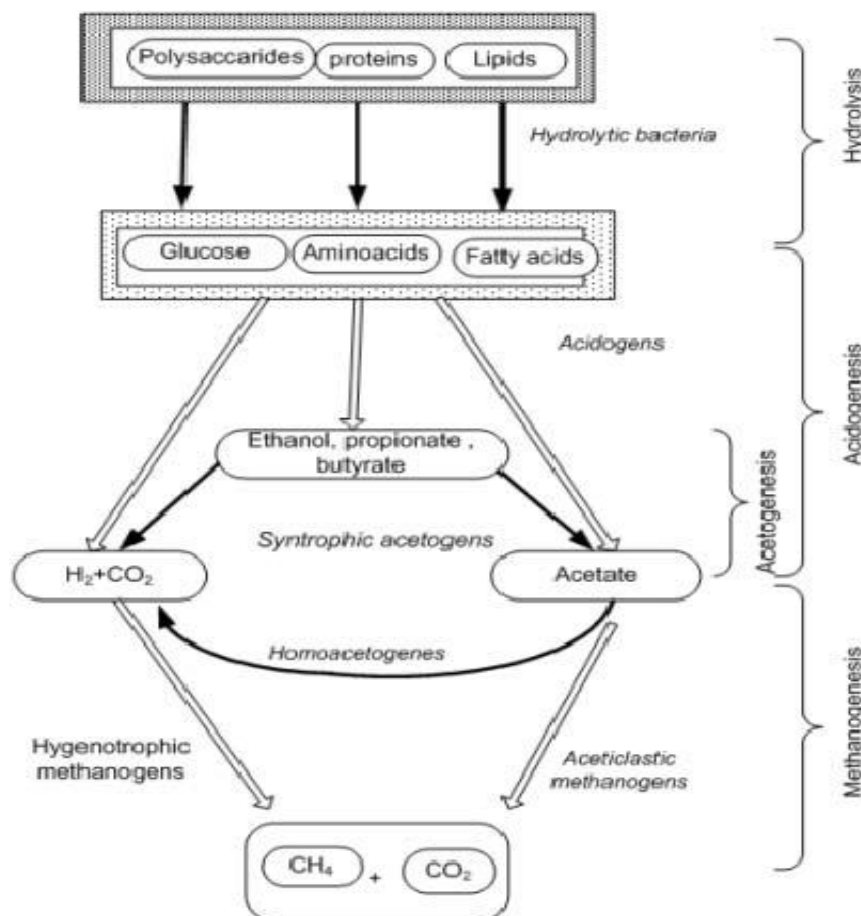 Polysaccarides proteins Lipids
Hydrolytic bacteria
Hydrolysis
Glucose Aminoacids Fatty acids
Acidogens
Acidogenesis
Ethanol, propionate ,
butyrate
Acetogenesis
Syntrophic acetogens
H₂+CO₂ Acetate
Homoacetogenes
Hygenotrophic
methanogens
Aceticlastic
methanogens
Methanogenesis
CH₄ + CO₂